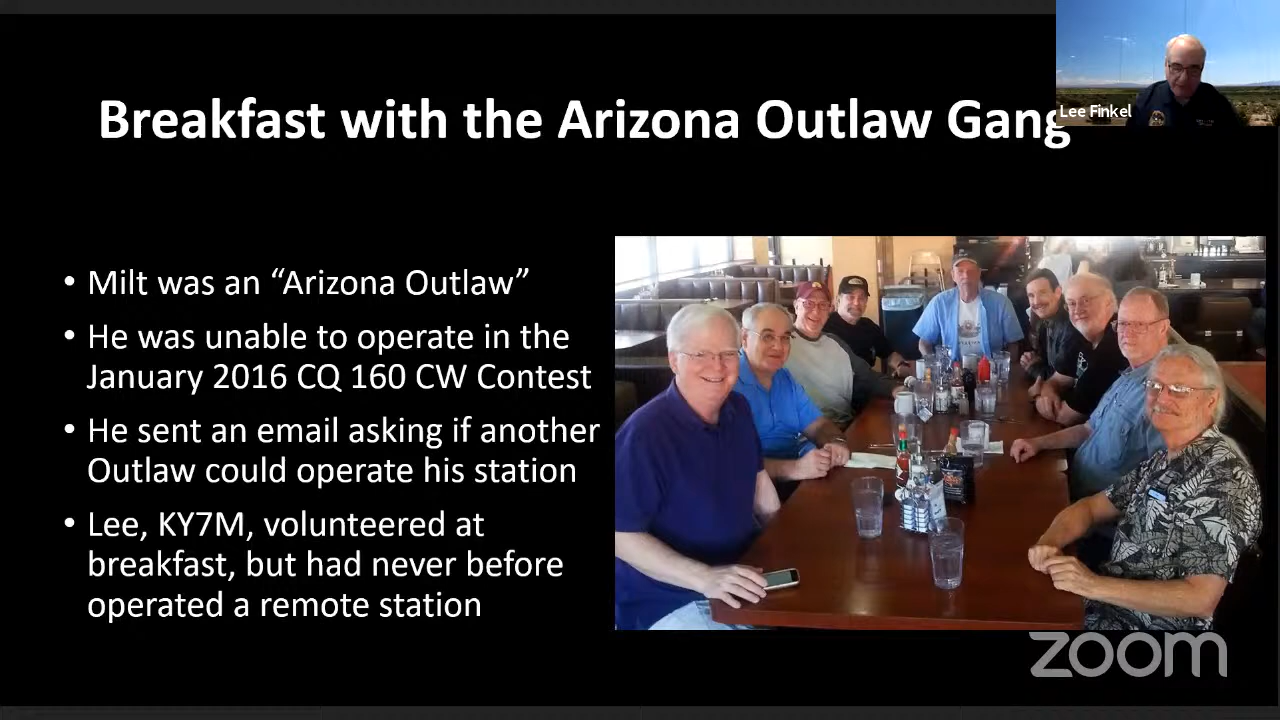 Breakfast with the Arizona Outlaw Gang
Lee Finkel
• Milt was an “Arizona Outlaw”
• He was unable to operate in the
January 2016 CQ 160 CW Contest
• He sent an email asking if another
Outlaw could operate his station
• Lee, KY7M, volunteered at
breakfast, but had never before
operated a remote station
zoom